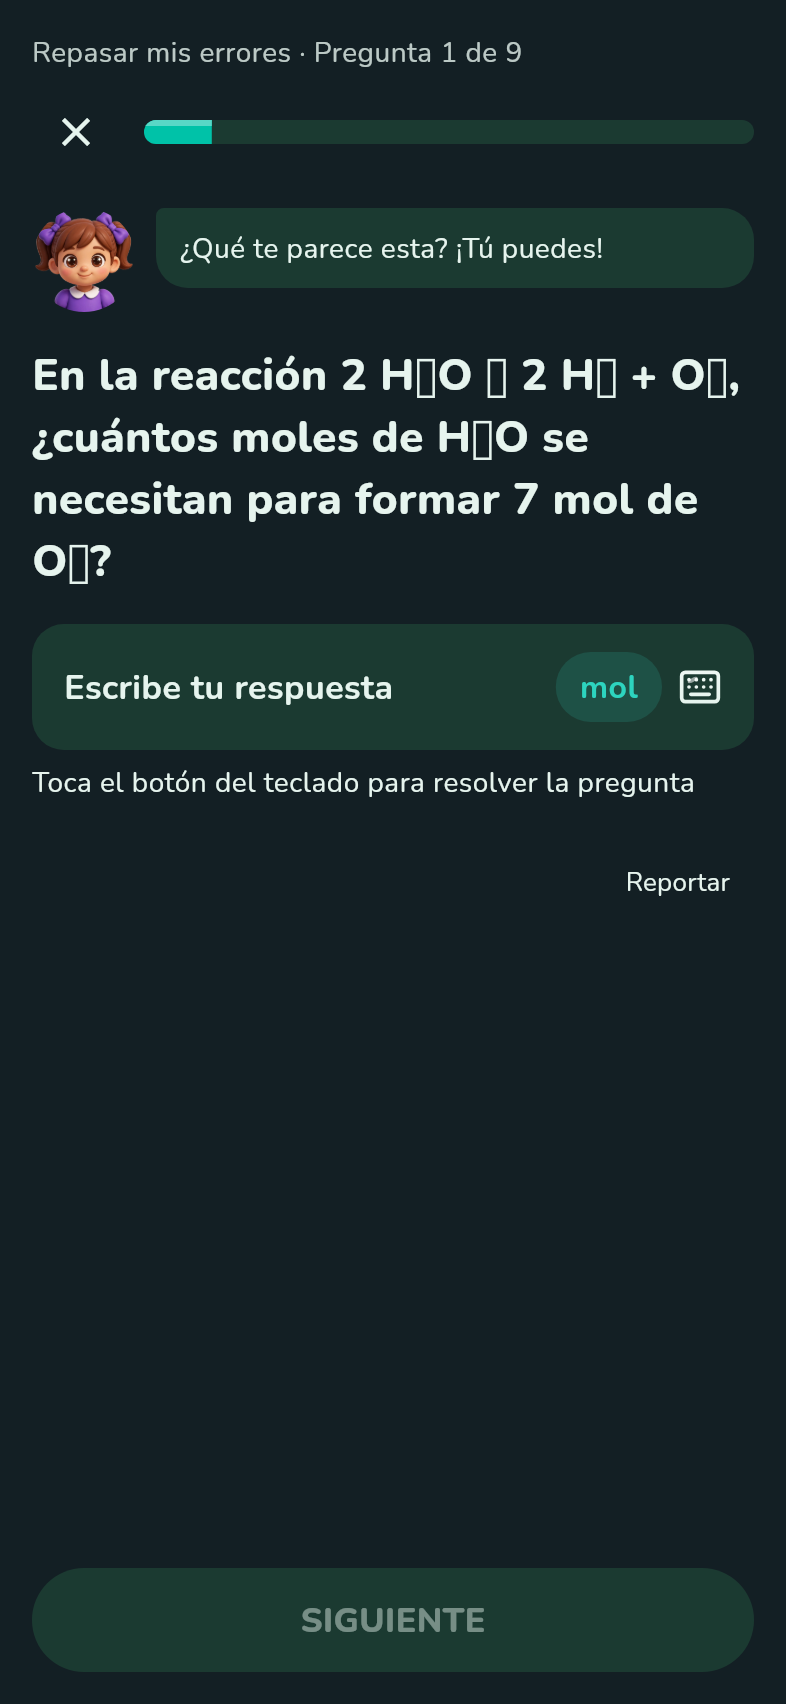 Repasar mis errores · Pregunta 1 de 9
¿Qué te parece esta? ¡Tú puedes!
En la reacción 2 H▯O ▯ 2 H▯ + O▯,
¿cuántos moles de H▯O se
necesitan para formar 7 mol de
O▯?
Escribe tu respuesta mol
Toca el botón del teclado para resolver la pregunta
Reportar
SIGUIENTE